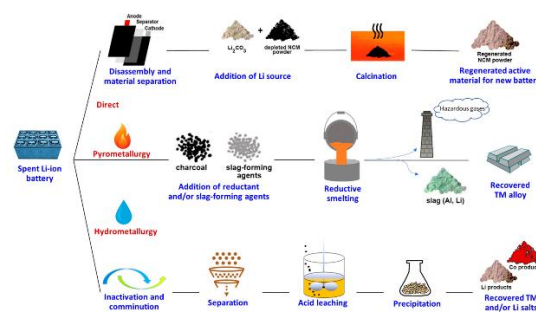 Anode
Separator
Cathode
Disassembly and
material separation
Li₂CO₃
+
depleted NCM
powder
Addition of Li source
Calcination
Regenerated
NCM powder
Regenerated active
material for new batter
Direct
Spent Li-ion
battery
Pyrometallurgy
charcoal
slag-forming
agents
Addition of reductant
and/or slag-forming agents
Reductive
smelting
Hazardous gases
slag (Al, Li)
Recovered
TM alloy
Hydrometallurgy
Inactivation and
comminution
Separation
Acid leaching
Precipitation
Co produc
Li products
Recovered TM
and/or Li salts